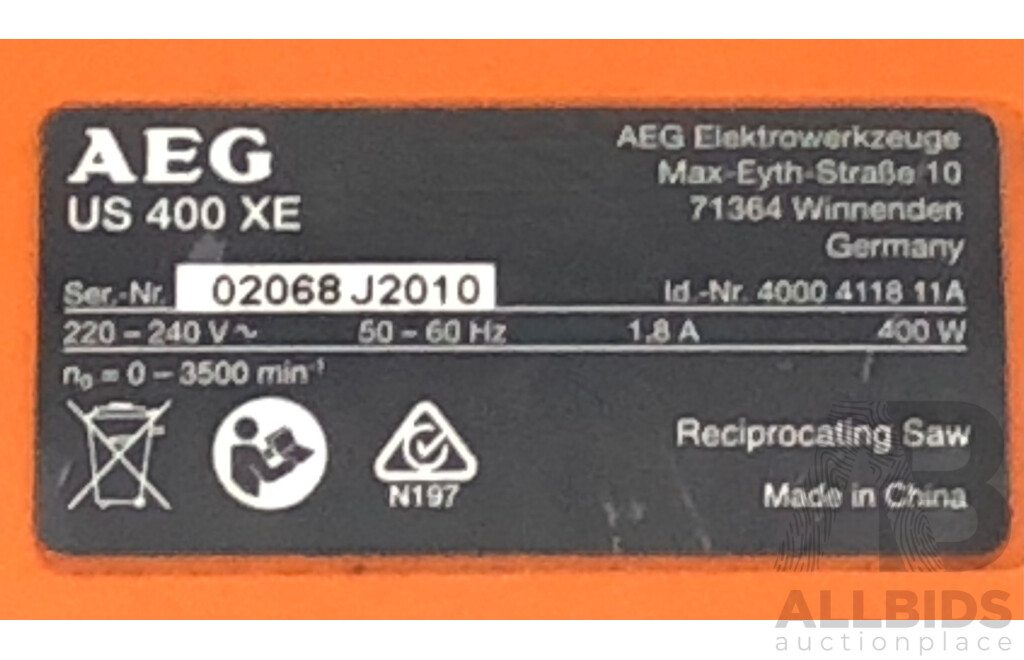 AEG
US 400 XE
AEG Elektrowerkzeuge
Max-Eyth-Straße 10
71364 Winnenden
Germany
Ser.-Nr. 02068 J2010 Id.-Nr. 4000 4118 11A
220 – 240 V ~ 50 – 60 Hz 1.8 A 400 W
n₀ = 0 – 3500 min⁻¹
N197
Reciprocating Saw
Made in China
ALLBIDS
auctionplace